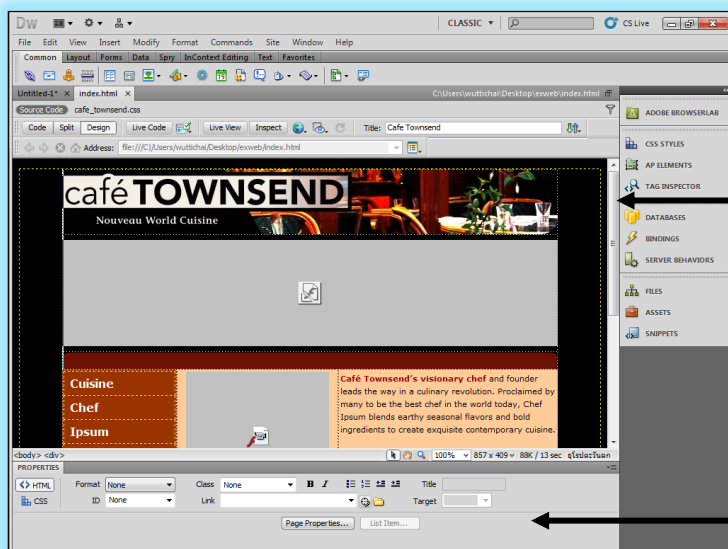 DW CLASSIC CS Live
File Edit View Insert Modify Format Commands Site Window Help
Common Layout Forms Data Spry InContext Editing Text Favorites
Untitled-1* × index.html × C:\Users\wuttichai\Desktop\exweb\index.html
Source Code cafe_townsend.css
Code Split Design Live Code Live View Inspect Title: Cafe Townsend
Address: file:///C|/Users/wuttichai/Desktop/exweb/index.html
ADOBE BROWSERLAB
CSS STYLES
AP ELEMENTS
TAG INSPECTOR
DATABASES
BINDINGS
SERVER BEHAVIORS
FILES
ASSETS
SNIPPETS
café TOWNSEND
Nouveau World Cuisine
Cuisine
Chef
Ipsum
Café Townsend's visionary chef and founder
leads the way in a culinary revolution. Proclaimed by
many to be the best chef in the world today, Chef
Ipsum blends earthy seasonal flavors and bold
ingredients to create exquisite contemporary cuisine.
<body> <div> 100% 857 x 409 88K / 13 sec ยูนิโค้ด
PROPERTIES
<> HTML Format None Class None B I Title
CSS ID None Link Target
Page Properties... List Item...